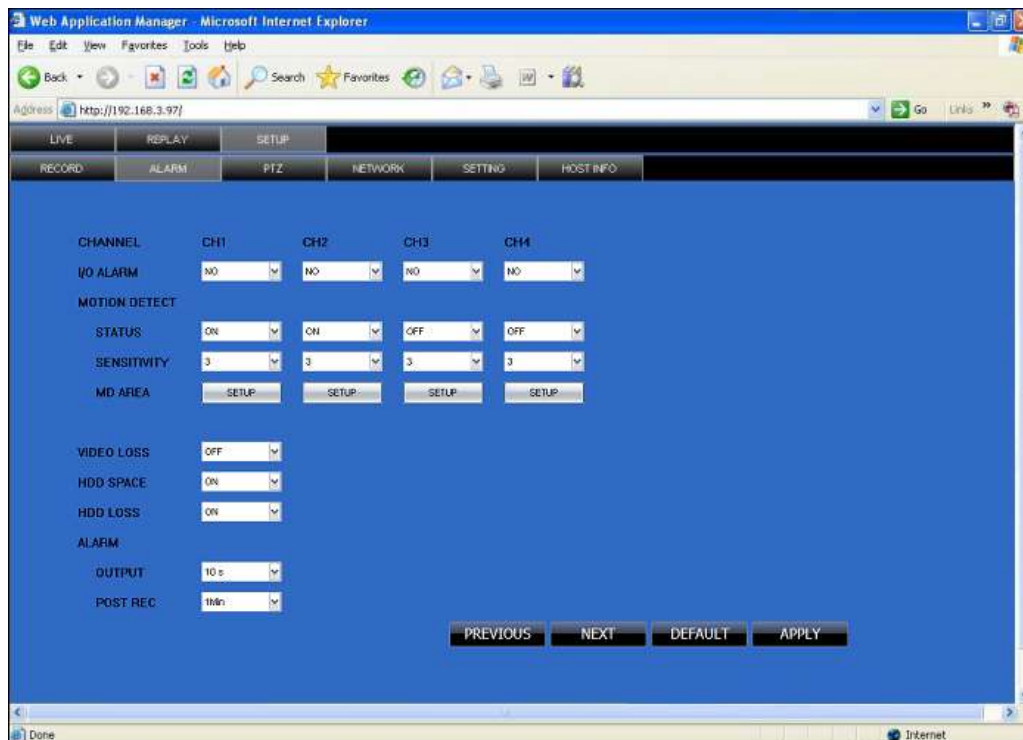 Web Application Manager - Microsoft Internet Explorer
File Edit View Favorites Tools Help
Back Search Favorites
Address http://192.168.3.97/ Go Links
LIVE REPLAY SETUP
RECORD ALARM PTZ NETWORK SETTING HOST INFO
CHANNEL CH1 CH2 CH3 CH4
I/O ALARM NO NO NO NO
MOTION DETECT
STATUS ON ON OFF OFF
SENSITIVITY 3 3 3 3
MD AREA SETUP SETUP SETUP SETUP
VIDEO LOSS OFF
HDD SPACE ON
HDD LOSS ON
ALARM
OUTPUT 10 s
POST REC 1Min
PREVIOUS NEXT DEFAULT APPLY
Done Internet